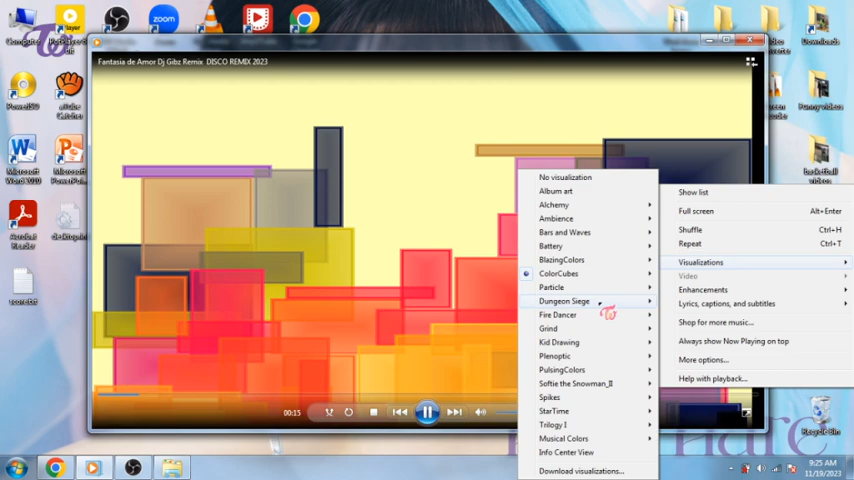 Computer
zoom
Downloads
Fantasia de Amor Dj Gibz Remix DISCO REMIX 2023
PowerISO
aTube
Catcher
Funny videos
Microsoft
Word 2010
Microsoft
basketball
videos
Acrobat
Reader
00:15
No visualization
Album art
Alchemy
Ambience
Bars and Waves
Battery
BlazingColors
ColorCubes
Particle
Dungeon Siege
Fire Dancer
Grind
Kid Drawing
Plenoptic
PulsingColors
Softie the Snowman_II
Spikes
StarTime
Trilogy I
Musical Colors
Info Center View
Download visualizations...
Show list
Full screen Alt+Enter
Shuffle Ctrl+H
Repeat Ctrl+T
Visualizations
Video
Enhancements
Lyrics, captions, and subtitles
Shop for more music...
Always show Now Playing on top
More options...
Help with playback...
Recycle Bin
9:25 AM
11/19/2023